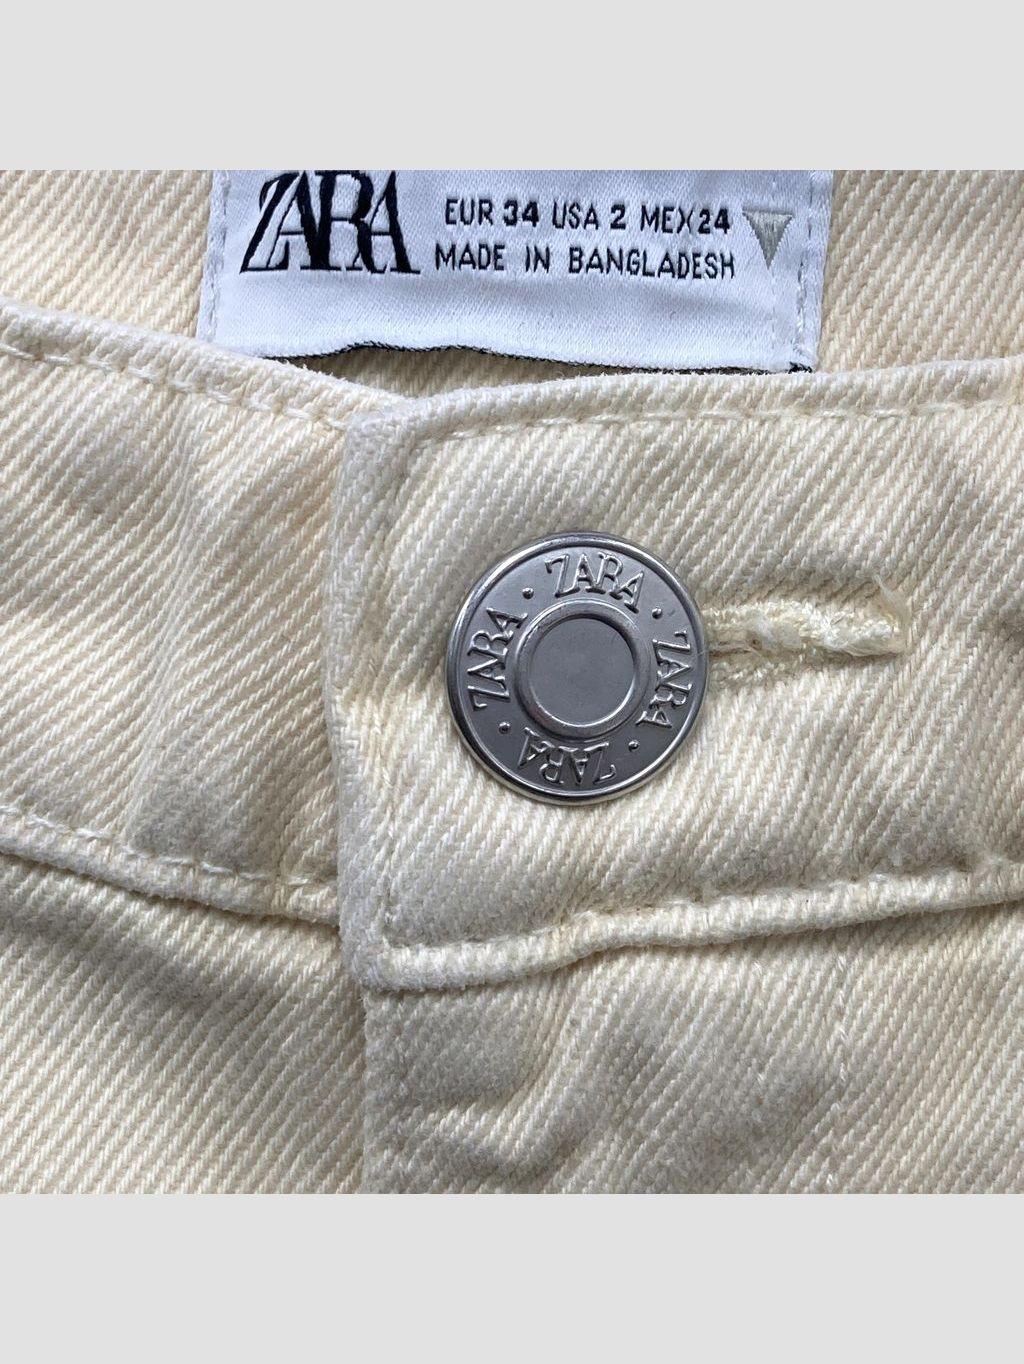 ZARA
EUR 34 USA 2 MEX 24
MADE IN BANGLADESH
ZARA · ZARA · ZARA · ZARA ·